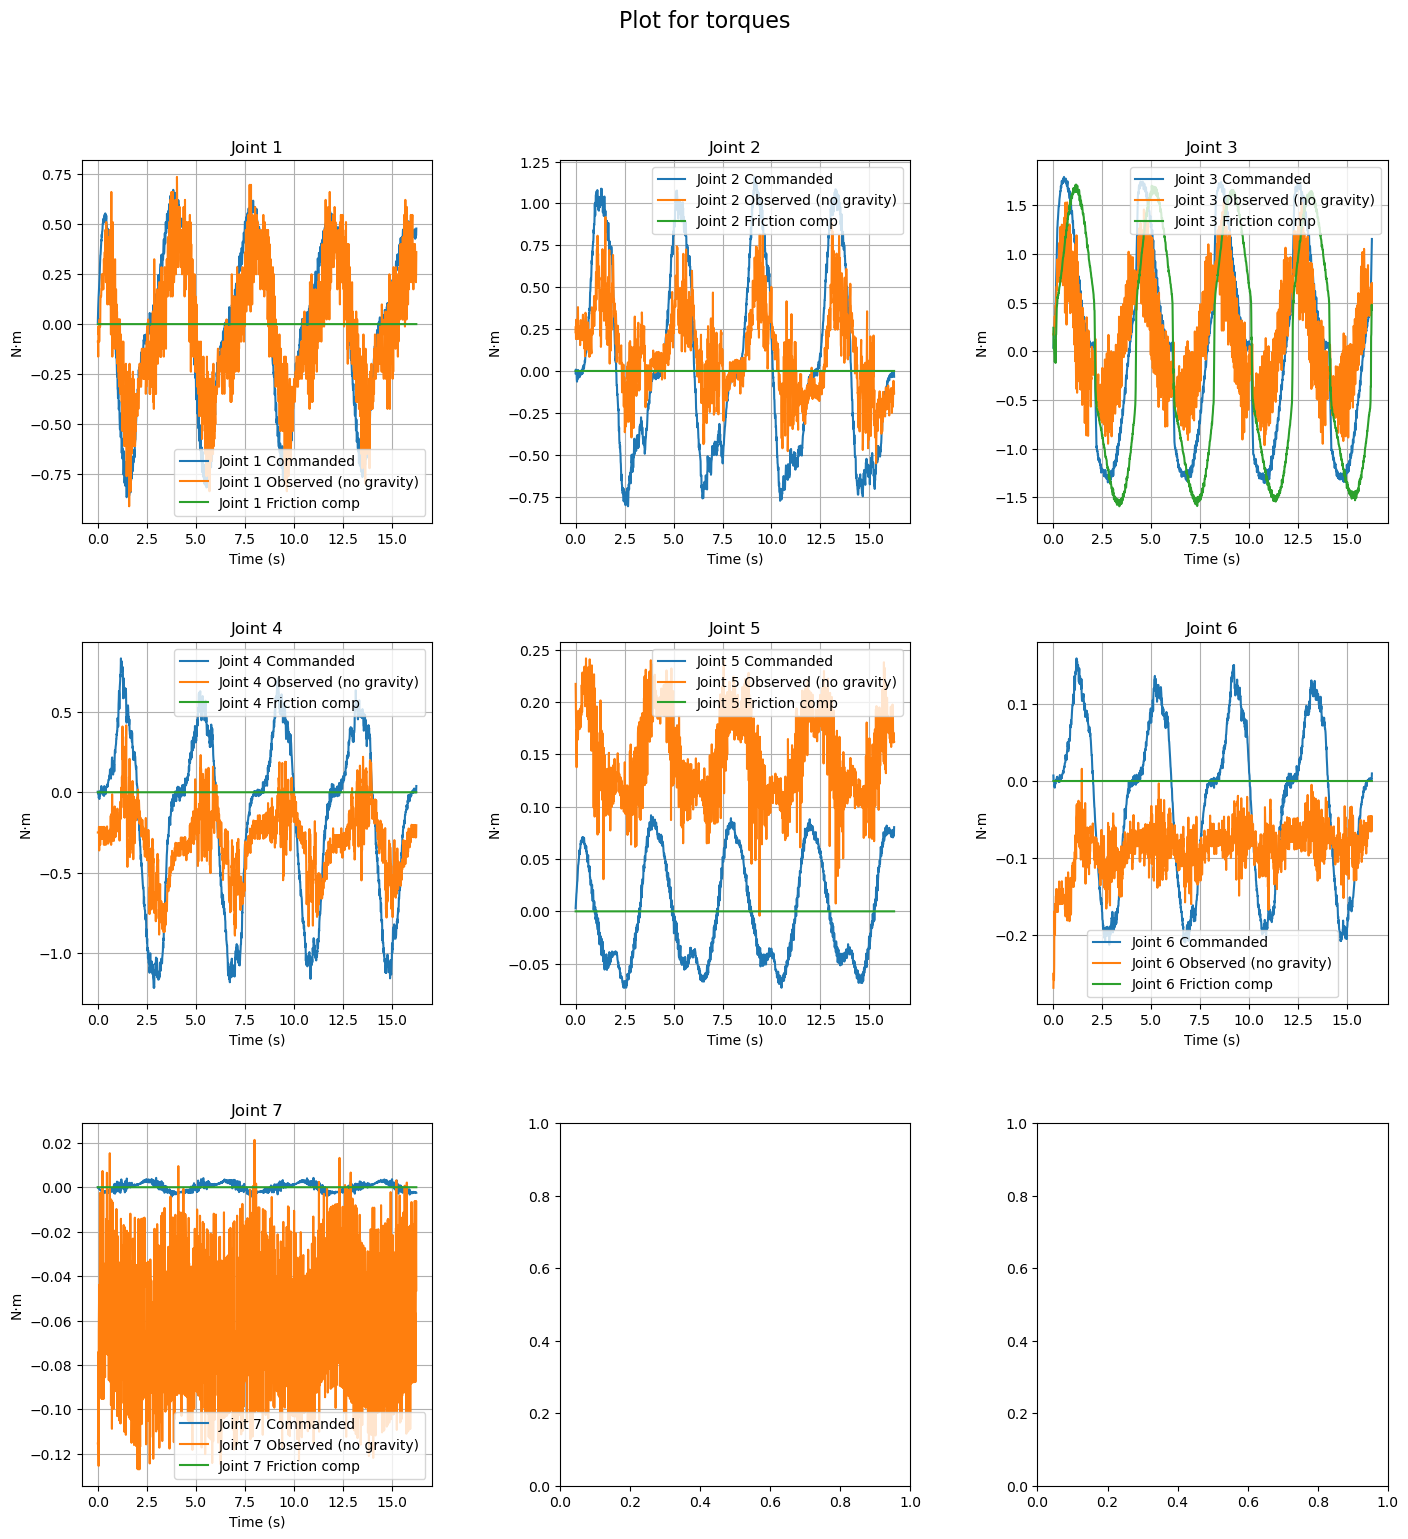 Plot for torques
Joint 1
0.75
0.50
0.25
0.00
−0.25
−0.50
−0.75
N·m
Joint 1 Commanded
Joint 1 Observed (no gravity)
Joint 1 Friction comp
0.0 2.5 5.0 7.5 10.0 12.5 15.0
Time (s)
Joint 2
1.25
1.00
0.75
0.50
0.25
0.00
−0.25
−0.50
−0.75
N·m
Joint 2 Commanded
Joint 2 Observed (no gravity)
Joint 2 Friction comp
0.0 2.5 5.0 7.5 10.0 12.5 15.0
Time (s)
Joint 3
1.5
1.0
0.5
0.0
−0.5
−1.0
−1.5
N·m
Joint 3 Commanded
Joint 3 Observed (no gravity)
Joint 3 Friction comp
0.0 2.5 5.0 7.5 10.0 12.5 15.0
Time (s)
Joint 4
0.5
0.0
−0.5
−1.0
N·m
Joint 4 Commanded
Joint 4 Observed (no gravity)
Joint 4 Friction comp
0.0 2.5 5.0 7.5 10.0 12.5 15.0
Time (s)
Joint 5
0.25
0.20
0.15
0.10
0.05
0.00
−0.05
N·m
Joint 5 Commanded
Joint 5 Observed (no gravity)
Joint 5 Friction comp
0.0 2.5 5.0 7.5 10.0 12.5 15.0
Time (s)
Joint 6
0.1
0.0
−0.1
−0.2
N·m
Joint 6 Commanded
Joint 6 Observed (no gravity)
Joint 6 Friction comp
0.0 2.5 5.0 7.5 10.0 12.5 15.0
Time (s)
Joint 7
0.02
0.00
−0.02
−0.04
−0.06
−0.08
−0.10
−0.12
N·m
Joint 7 Commanded
Joint 7 Observed (no gravity)
Joint 7 Friction comp
0.0 2.5 5.0 7.5 10.0 12.5 15.0
Time (s)
1.0
0.8
0.6
0.4
0.2
0.0
0.0 0.2 0.4 0.6 0.8 1.0
1.0
0.8
0.6
0.4
0.2
0.0
0.0 0.2 0.4 0.6 0.8 1.0